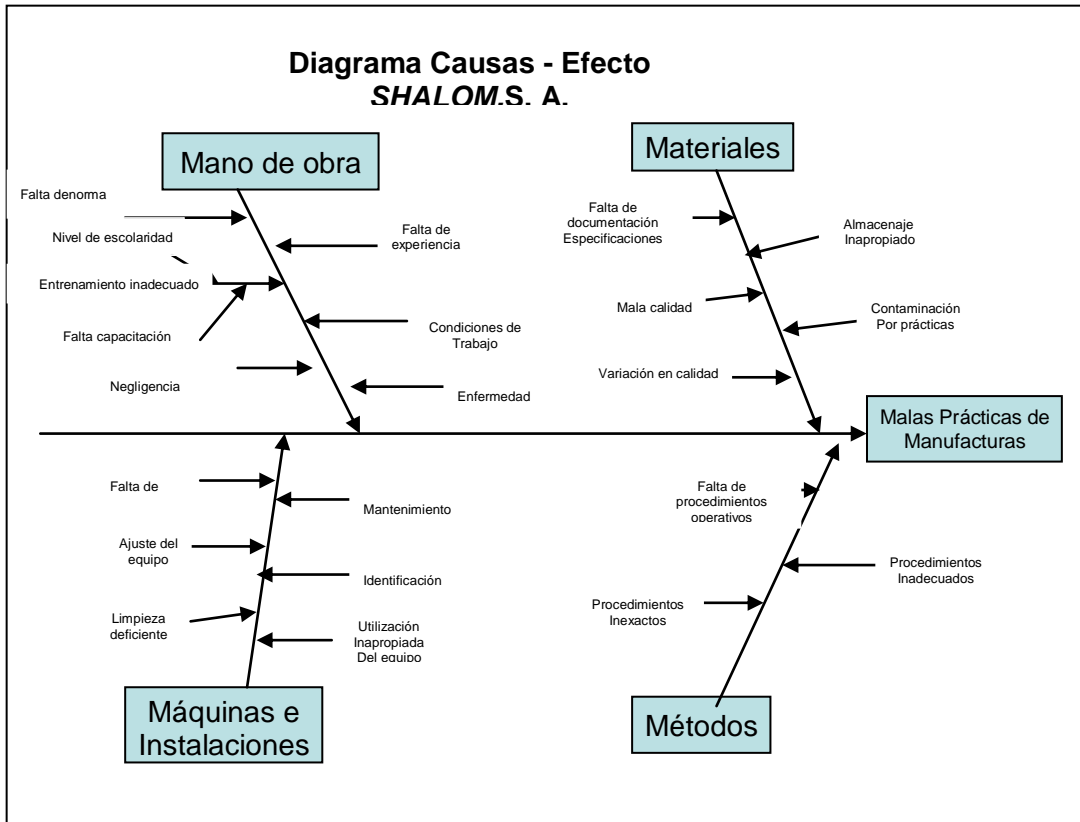 Diagrama Causas - Efecto
SHALOM.S. A.
Mano de obra
Materiales
Falta denorma
Nivel de escolaridad
Entrenamiento inadecuado
Falta capacitación
Negligencia
Falta de
experiencia
Condiciones de
Trabajo
Enfermedad
Falta de
documentación
Especificaciones
Mala calidad
Variación en calidad
Almacenaje
Inapropiado
Contaminación
Por prácticas
Malas Prácticas de
Manufacturas
Falta de
Ajuste del
equipo
Limpieza
deficiente
Mantenimiento
Identificación
Utilización
Inapropiada
Del equipo
Falta de
procedimientos
operativos
Procedimientos
Inexactos
Procedimientos
Inadecuados
Máquinas e
Instalaciones
Métodos